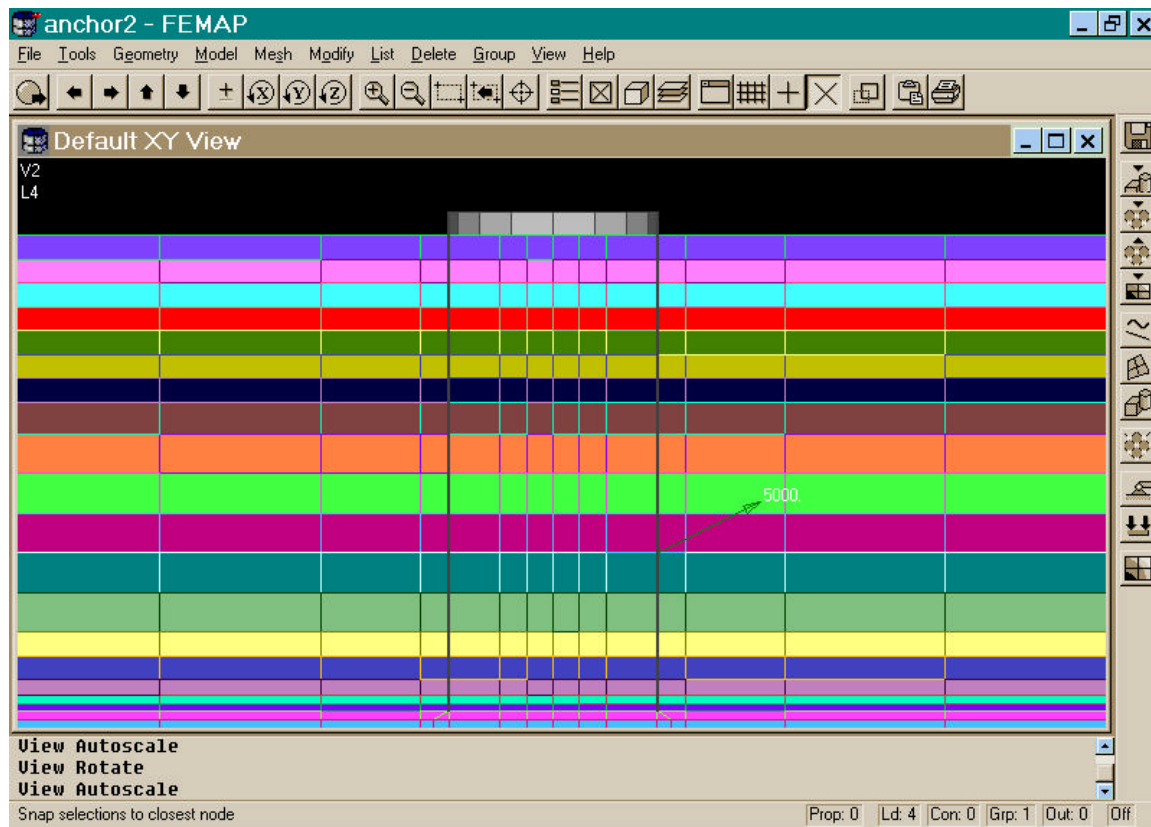 anchor2 - FEMAP
File Tools Geometry Model Mesh Modify List Delete Group View Help
Default XY View
V2
L4
5000.
View Autoscale
View Rotate
View Autoscale
Snap selections to closest node Prop: 0 Ld: 4 Con: 0 Grp: 1 Out: 0 Off